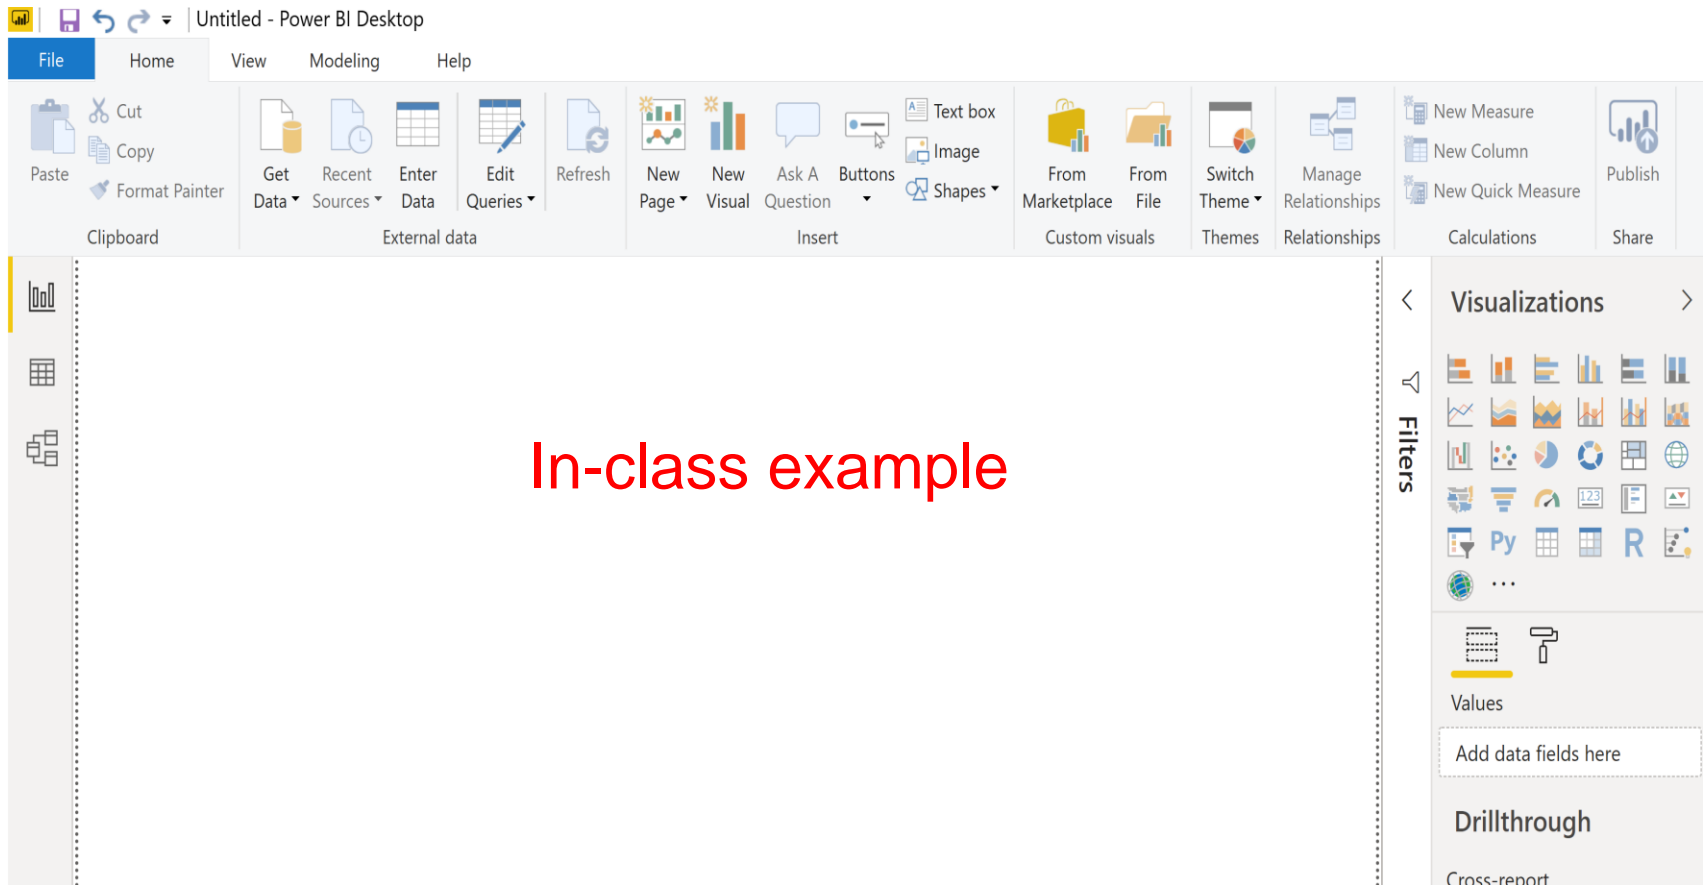 Untitled - Power BI Desktop
File Home View Modeling Help
Paste
Cut
Copy
Format Painter
Clipboard
Get Data
Recent Sources
Enter Data
Edit Queries
Refresh
External data
New Page
New Visual
Ask A Question
Buttons
Text box
Image
Shapes
Insert
From Marketplace
From File
Custom visuals
Switch Theme
Themes
Manage Relationships
Relationships
New Measure
New Column
New Quick Measure
Calculations
Publish
Share
In-class example
Filters
Visualizations
123
Py
R
Values
Add data fields here
Drillthrough
Cross-report